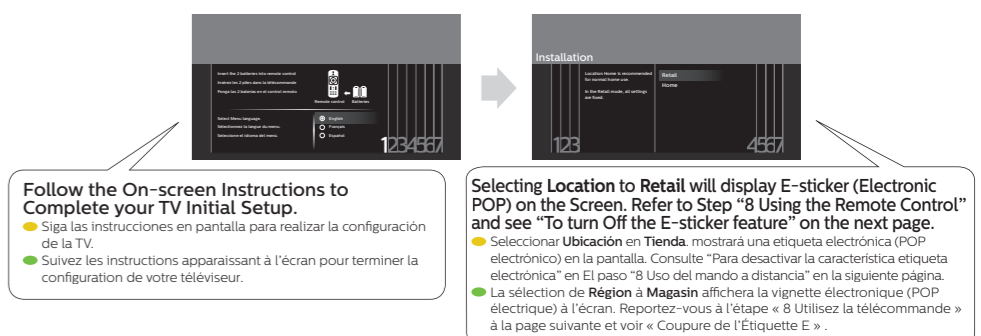 Insert the 2 batteries into remote control
Insérez les 2 piles dans la télécommande
Ponga las 2 baterías en el control remoto
Remote control Batteries
Select Menu language.
Sélectionnez la langue du menu.
Seleccione el idioma del menú.
English
Français
Español
1234567
Installation
Location Home is recommended
for normal home use.
In the Retail mode, all settings
are fixed.
Retail
Home
123
4567
Follow the On-screen Instructions to
Complete your TV Initial Setup.
Siga las instrucciones en pantalla para realizar la configuración
de la TV.
Suivez les instructions apparaissant à l'écran pour terminer la
configuration de votre téléviseur.
Selecting Location to Retail will display E-sticker (Electronic
POP) on the Screen. Refer to Step “8 Using the Remote Control”
and see “To turn Off the E-sticker feature” on the next page.
Seleccionar Ubicación en Tienda. mostrará una etiqueta electrónica (POP
electrónico) en la pantalla. Consulte “Para desactivar la característica etiqueta
electrónica” en El paso “8 Uso del mando a distancia” en la siguiente página.
La sélection de Région à Magasin affichera la vignette électronique (POP
électrique) à l'écran. Reportez-vous à l'étape « 8 Utilisez la télécommande »
à la page suivante et voir « Coupure de l'Étiquette E » .